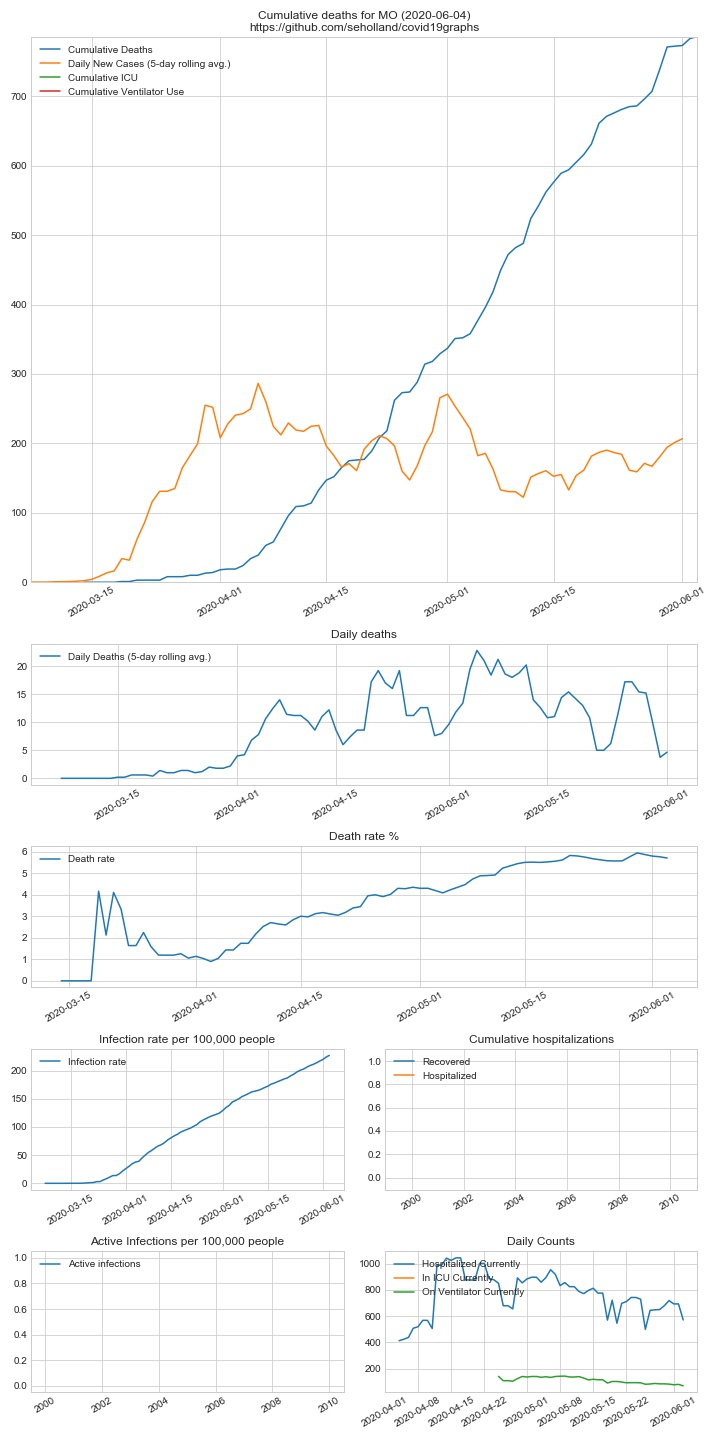 Cumulative deaths for MO (2020-06-04)
https://github.com/seholland/covid19graphs
Cumulative Deaths
Daily New Cases (5-day rolling avg.)
Cumulative ICU
Cumulative Ventilator Use
700
600
500
400
300
200
100
0
2020-03-15 2020-04-01 2020-04-15 2020-05-01 2020-05-15 2020-06-01
Daily deaths
Daily Deaths (5-day rolling avg.)
20
15
10
5
0
2020-03-15 2020-04-01 2020-04-15 2020-05-01 2020-05-15 2020-06-01
Death rate %
Death rate
6
5
4
3
2
1
0
2020-03-15 2020-04-01 2020-04-15 2020-05-01 2020-05-15 2020-06-01
Infection rate per 100,000 people
Infection rate
200
150
100
50
0
2020-03-15 2020-04-01 2020-04-15 2020-05-01 2020-05-15 2020-06-01
Cumulative hospitalizations
Recovered
Hospitalized
1.0
0.8
0.6
0.4
0.2
0.0
2000 2002 2004 2006 2008 2010
Active Infections per 100,000 people
Active infections
1.0
0.8
0.6
0.4
0.2
0.0
2000 2002 2004 2006 2008 2010
Daily Counts
Hospitalized Currently
In ICU Currently
On Ventilator Currently
1000
800
600
400
200
2020-04-01 2020-04-08 2020-04-15 2020-04-22 2020-05-01 2020-05-08 2020-05-15 2020-05-22 2020-06-01